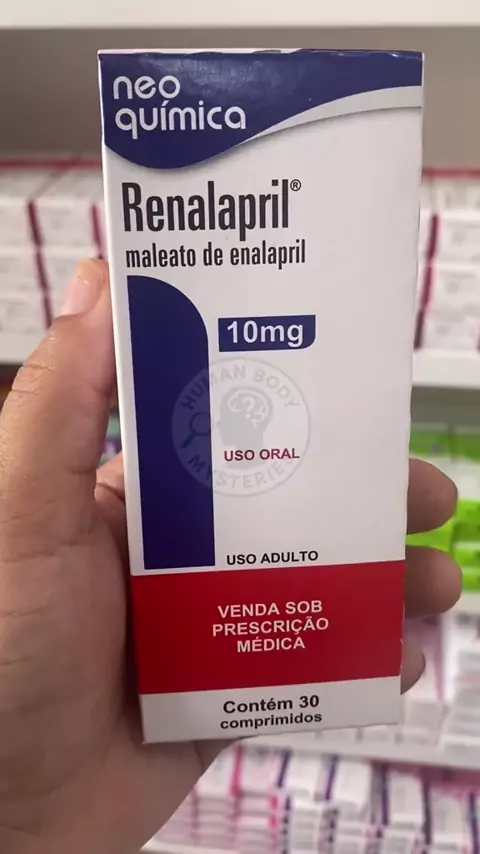 neo
química
Renalapril®
maleato de enalapril
10mg
HUMAN BODY
MYSTERIES
USO ORAL
USO ADULTO
VENDA SOB
PRESCRIÇÃO
MÉDICA
Contém 30
comprimidos